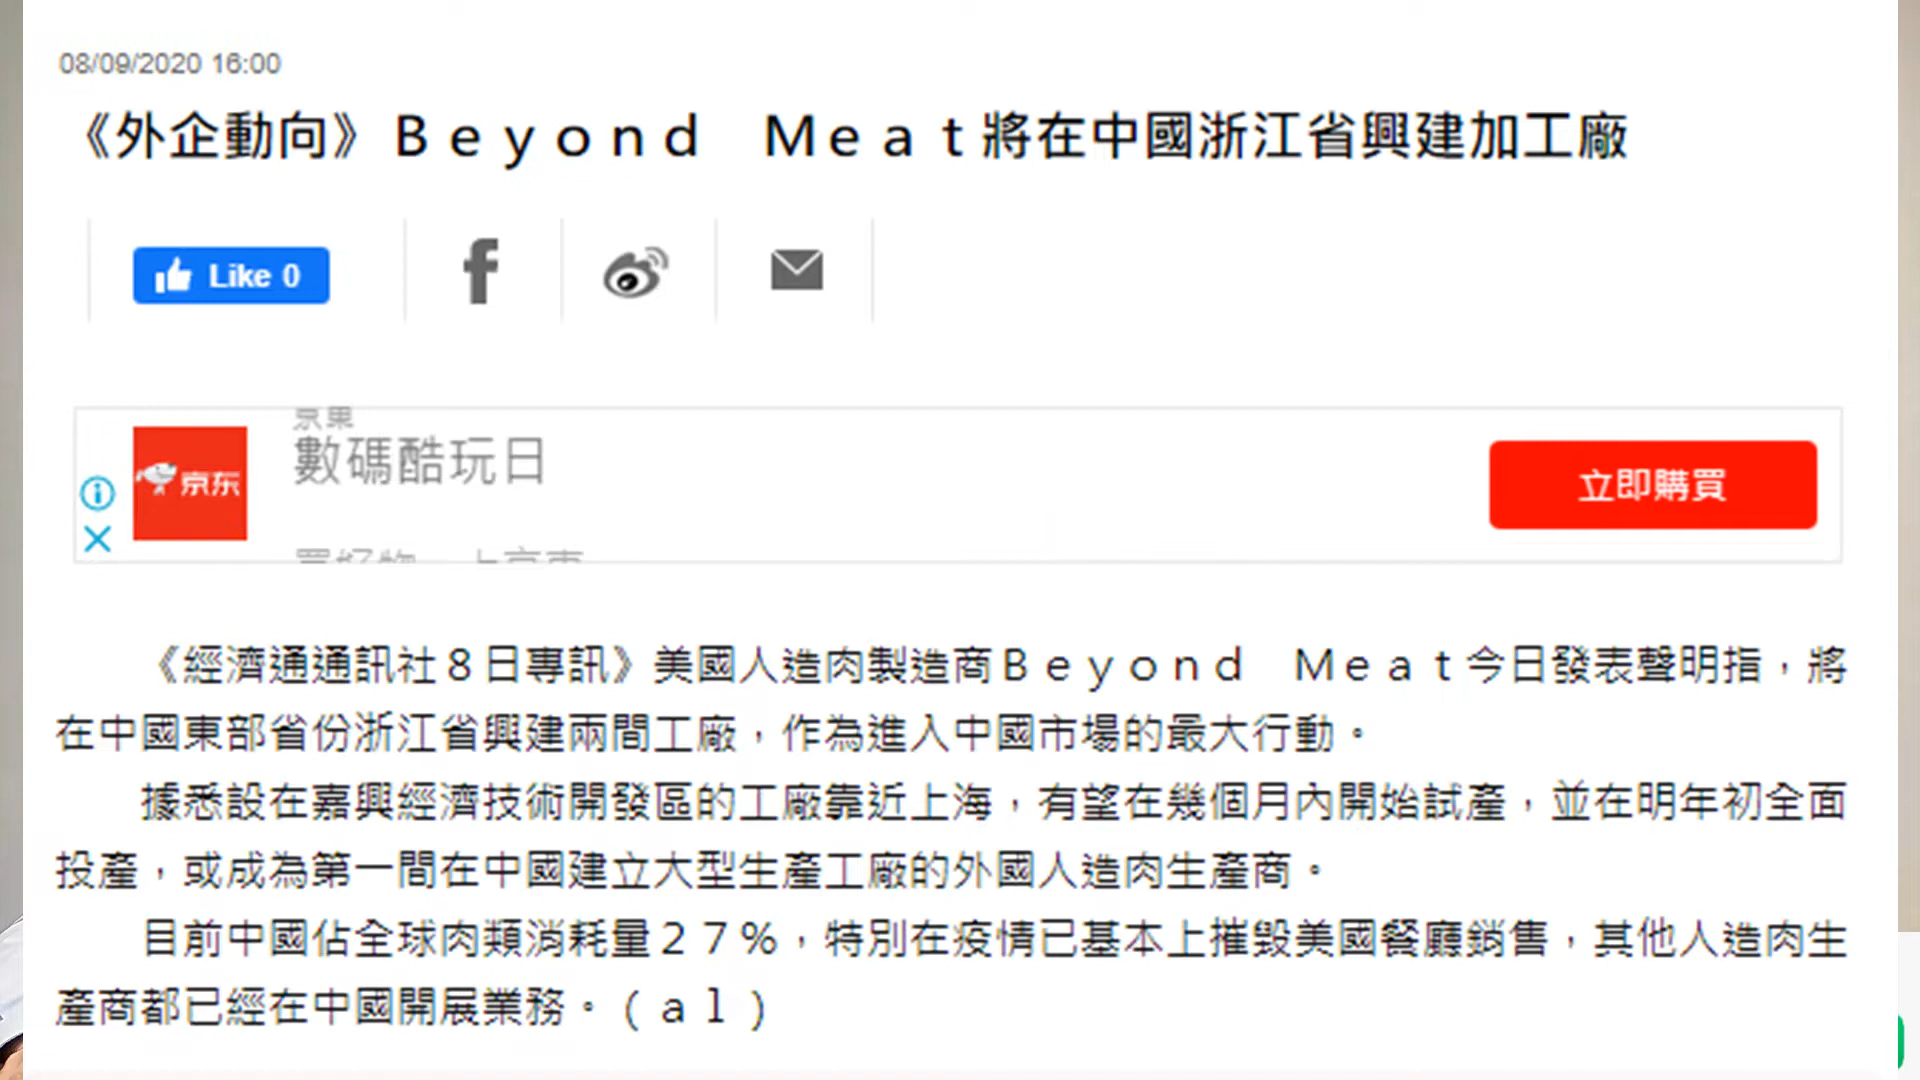 08/09/2020 16:00
《外企動向》Ｂｅｙｏｎｄ　Ｍｅａｔ將在中國浙江省興建加工廠
Like 0
京東
数碼酷玩日
京东
立即購買
買好物，上京東
《經濟通通訊社８日專訊》美國人造肉製造商Ｂｅｙｏｎｄ　Ｍｅａｔ今日發表聲明指，將
在中國東部省份浙江省興建兩間工廠，作為進入中國市場的最大行動。
據悉設在嘉興經濟技術開發區的工廠靠近上海，有望在幾個月內開始試產，並在明年初全面
投產，或成為第一間在中國建立大型生產工廠的外國人造肉生產商。
目前中國佔全球肉類消耗量２７％，特別在疫情已基本上摧毀美國餐廳銷售，其他人造肉生
產商都已經在中國開展業務。（ａｌ）